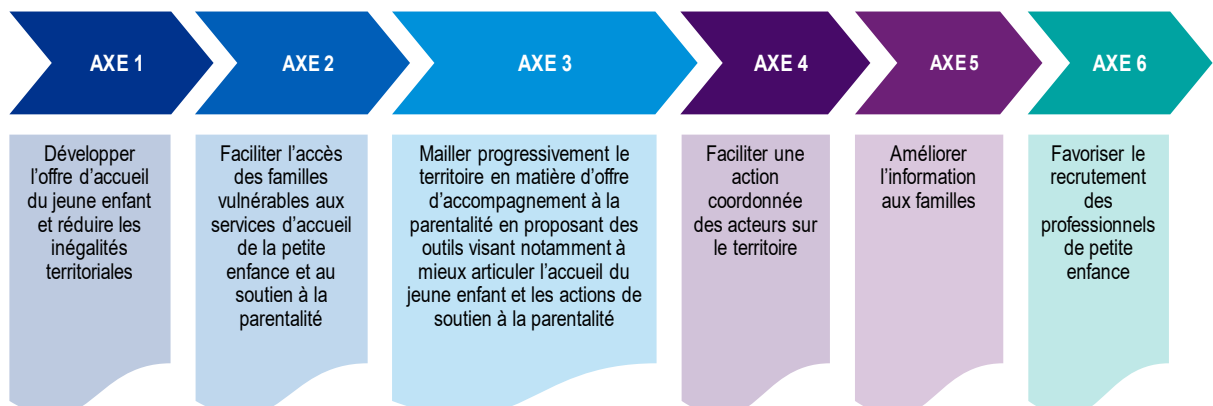 AXE 1
Développer
l’offre d’accueil
du jeune enfant
et réduire les
inégalités
territoriales
AXE 2
Faciliter l’accès
des familles
vulnérables aux
services d’accueil
de la petite
enfance et au
soutien à la
parentalité
AXE 3
Mailler progressivement le
territoire en matière d’offre
d’accompagnement à la
parentalité en proposant des
outils visant notamment à
mieux articuler l’accueil du
jeune enfant et les actions de
soutien à la parentalité
AXE 4
Faciliter une
action
coordonnée
des acteurs sur
le territoire
AXE 5
Améliorer
l’information
aux familles
AXE 6
Favoriser le
recrutement
des
professionnels
de petite
enfance